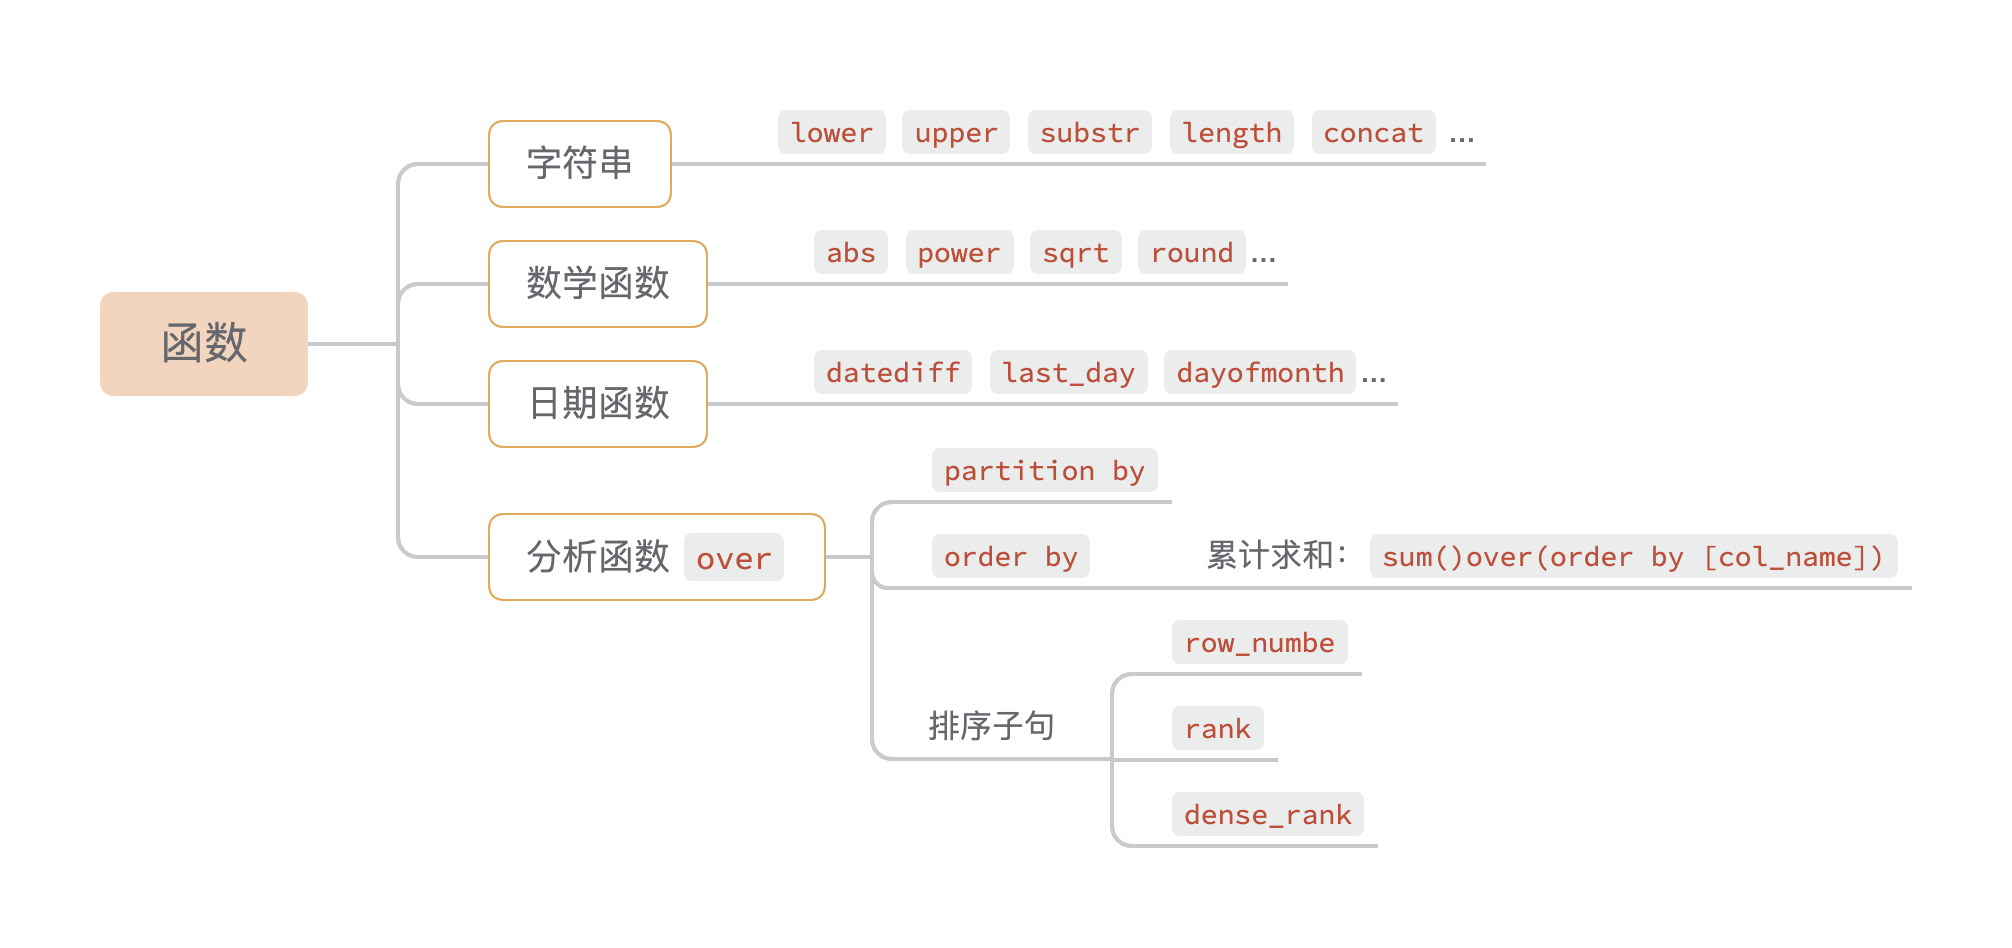 函数
字符串
lower upper substr length concat ...
数学函数
abs power sqrt round ...
日期函数
datediff last_day dayofmonth ...
分析函数 over
partition by
order by
累计求和： sum()over(order by [col_name])
排序子句
row_numbe
rank
dense_rank